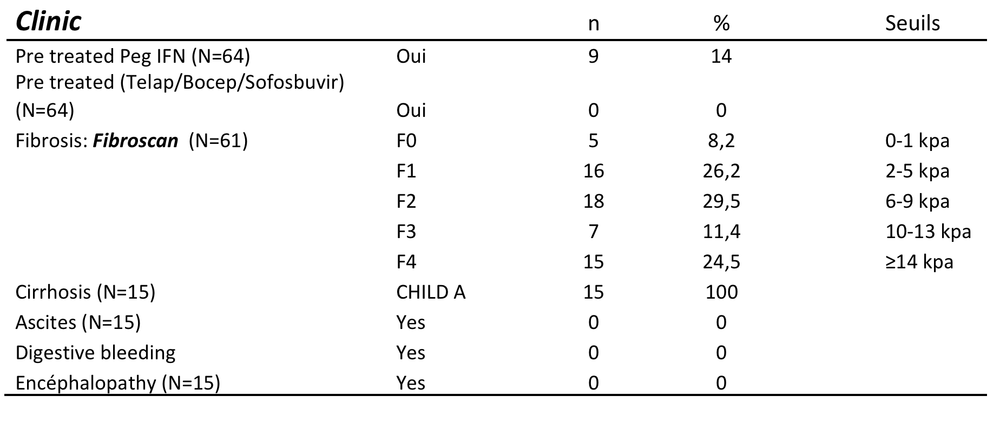 Clinic n % Seuils
Pre treated Peg IFN (N=64) Oui 9 14
Pre treated (Telap/Bocep/Sofosbuvir)
(N=64) Oui 0 0
Fibrosis: Fibroscan (N=61) F0 5 8,2 0-1 kpa
F1 16 26,2 2-5 kpa
F2 18 29,5 6-9 kpa
F3 7 11,4 10-13 kpa
F4 15 24,5 ≥14 kpa
Cirrhosis (N=15) CHILD A 15 100
Ascites (N=15) Yes 0 0
Digestive bleeding Yes 0 0
Encéphalopathy (N=15) Yes 0 0